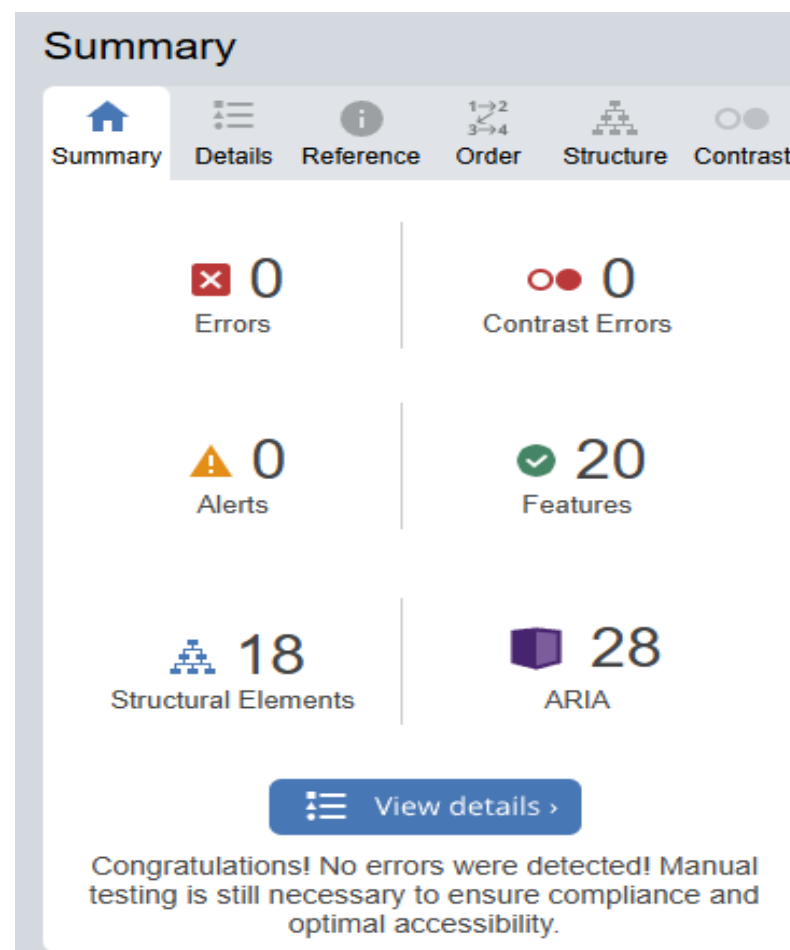 Summary
Summary Details Reference Order Structure Contrast
1→2
3→4
0 Errors
0 Contrast Errors
0 Alerts
20 Features
18 Structural Elements
28 ARIA
View details ›
Congratulations! No errors were detected! Manual
testing is still necessary to ensure compliance and
optimal accessibility.